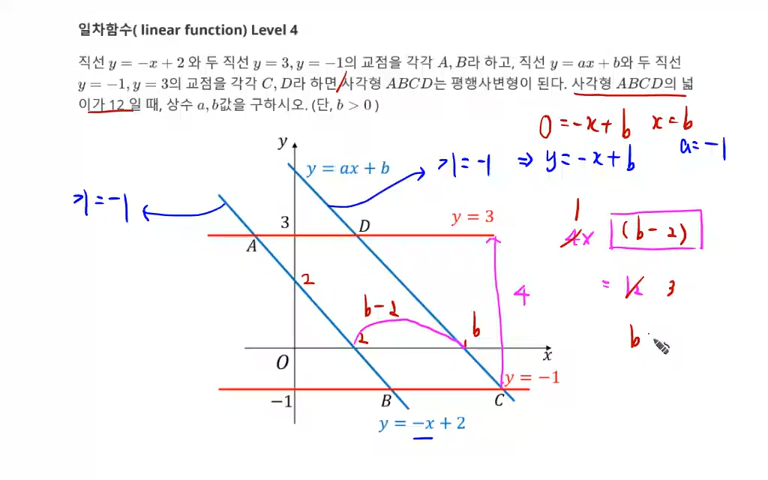 일차함수( linear function) Level 4
직선 y = −x + 2 와 두 직선 y = 3, y = −1의 교점을 각각 A, B라 하고, 직선 y = ax + b와 두 직선
y = −1, y = 3의 교점을 각각 C, D라 하면 사각형 ABCD는 평행사변형이 된다. 사각형 ABCD의 넓
이가 12 일 때, 상수 a, b값을 구하시오. (단, b > 0 )
0 = -x + b x = b
y
y = ax + b
기 = -1 ⇒ y = -x + b a = -1
기 = -1
3
D
y = 3
1
4 x (b - 2)
A
2
4
= 12 3
b - 2
b
2
b
O
x
y = −1
−1
B
C
y = −x + 2